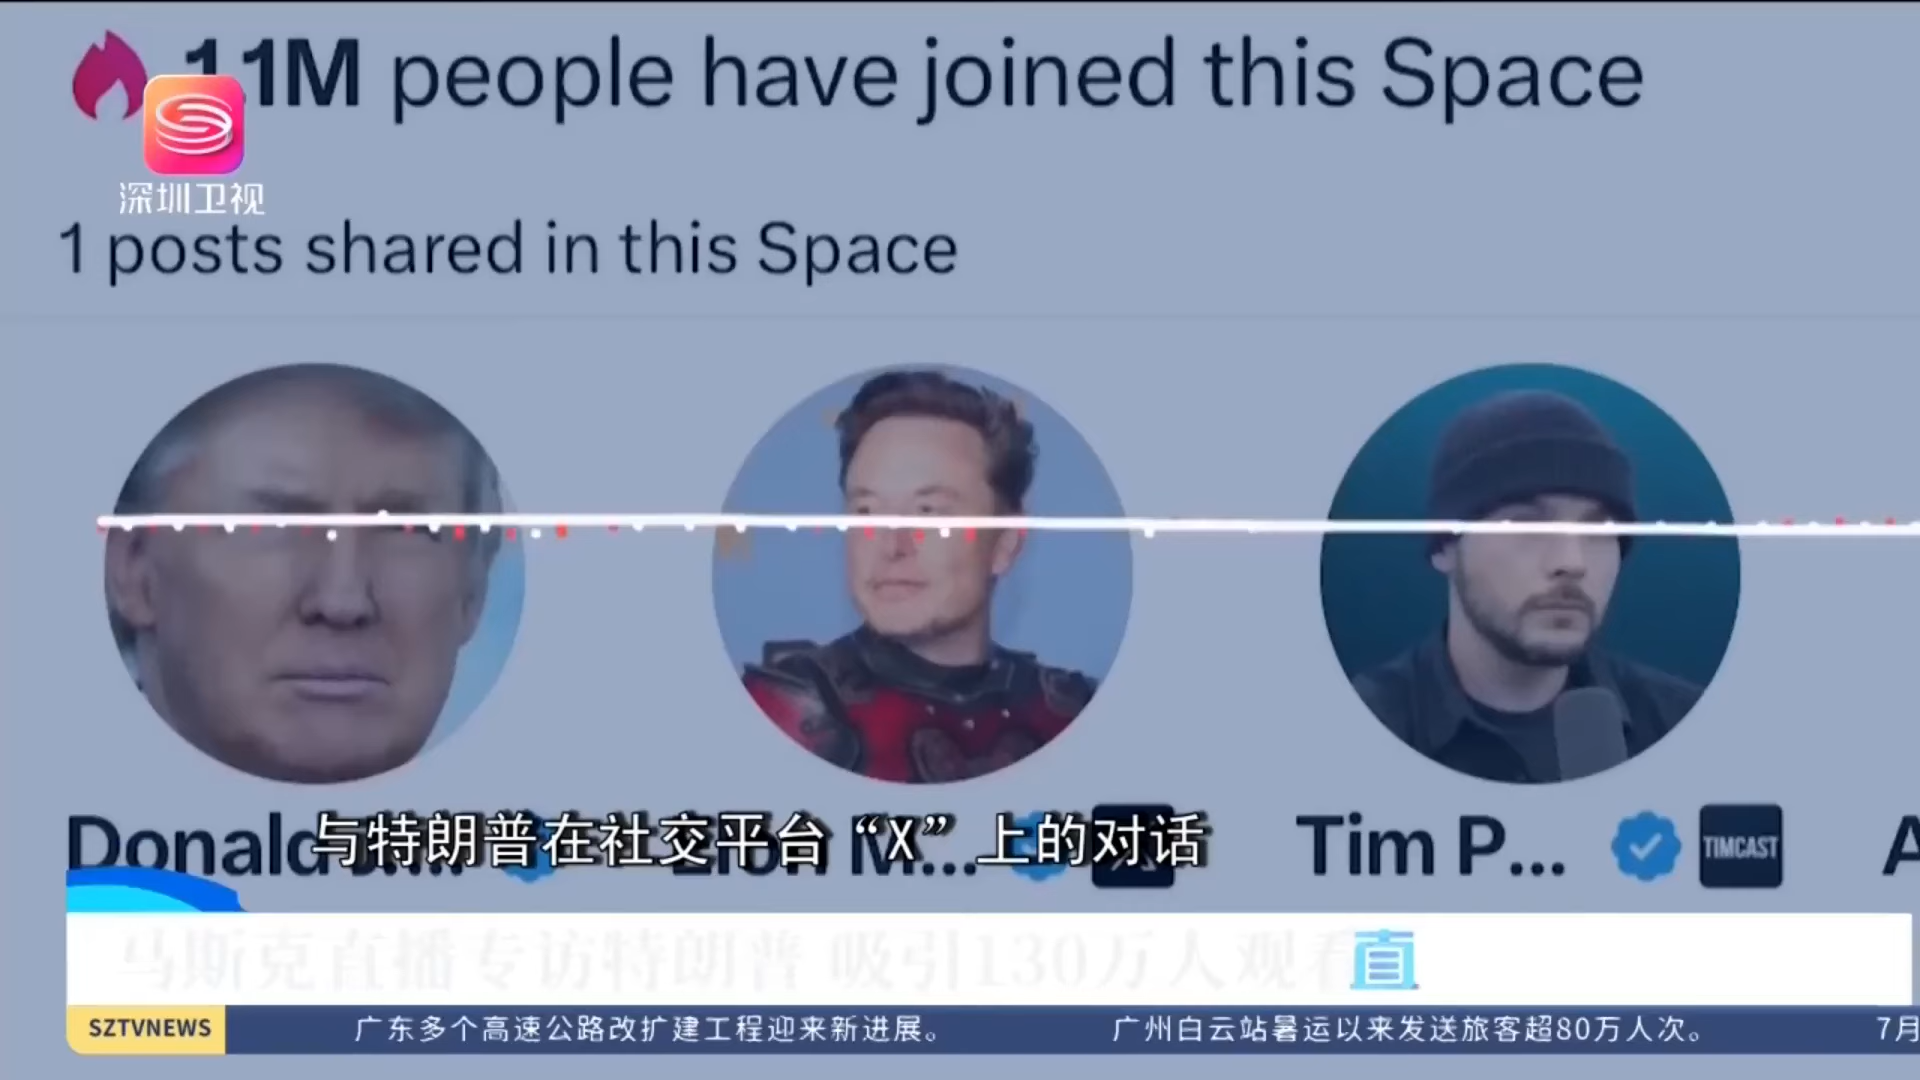 1.1M people have joined this Space
深圳卫视
1 posts shared in this Space
Donald J....
Elon M...
Tim P...
TIMCAST
A
与特朗普在社交平台“X”上的对话
马斯克直播专访特朗普 吸引130万人观看
直
SZTVNEWS
广东多个高速公路改扩建工程迎来新进展。
广州白云站暑运以来发送旅客超80万人次。
7月